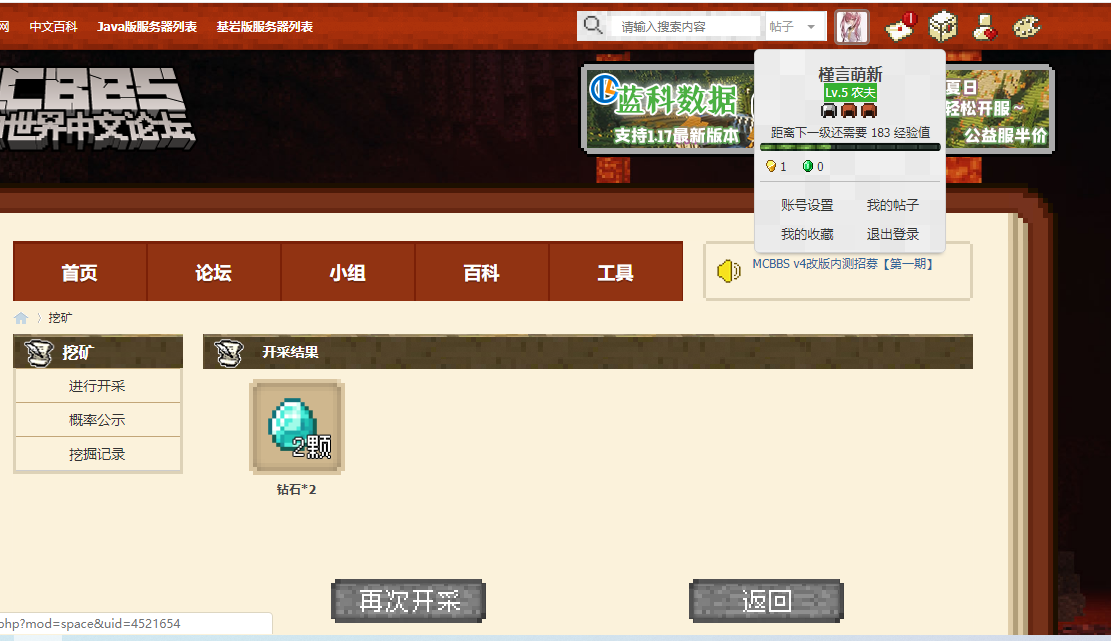 网 中文百科 Java版服务器列表 基岩版服务器列表 请输入搜索内容 帖子
1
CBBS
世界中文论坛
蓝科数据
支持1.17最新版本
夏日
轻松开服~
公益服半价
槿言萌新
Lv.5 农夫
距离下一级还需要 183 经验值
1 0
账号设置 我的帖子
我的收藏 退出登录
首页 论坛 小组 百科 工具
MCBBS v4改版内测招募【第一期】
挖矿
挖矿
进行开采
概率公示
挖掘记录
开采结果
2颗
钻石*2
再次开采 返回
php?mod=space&uid=4521654